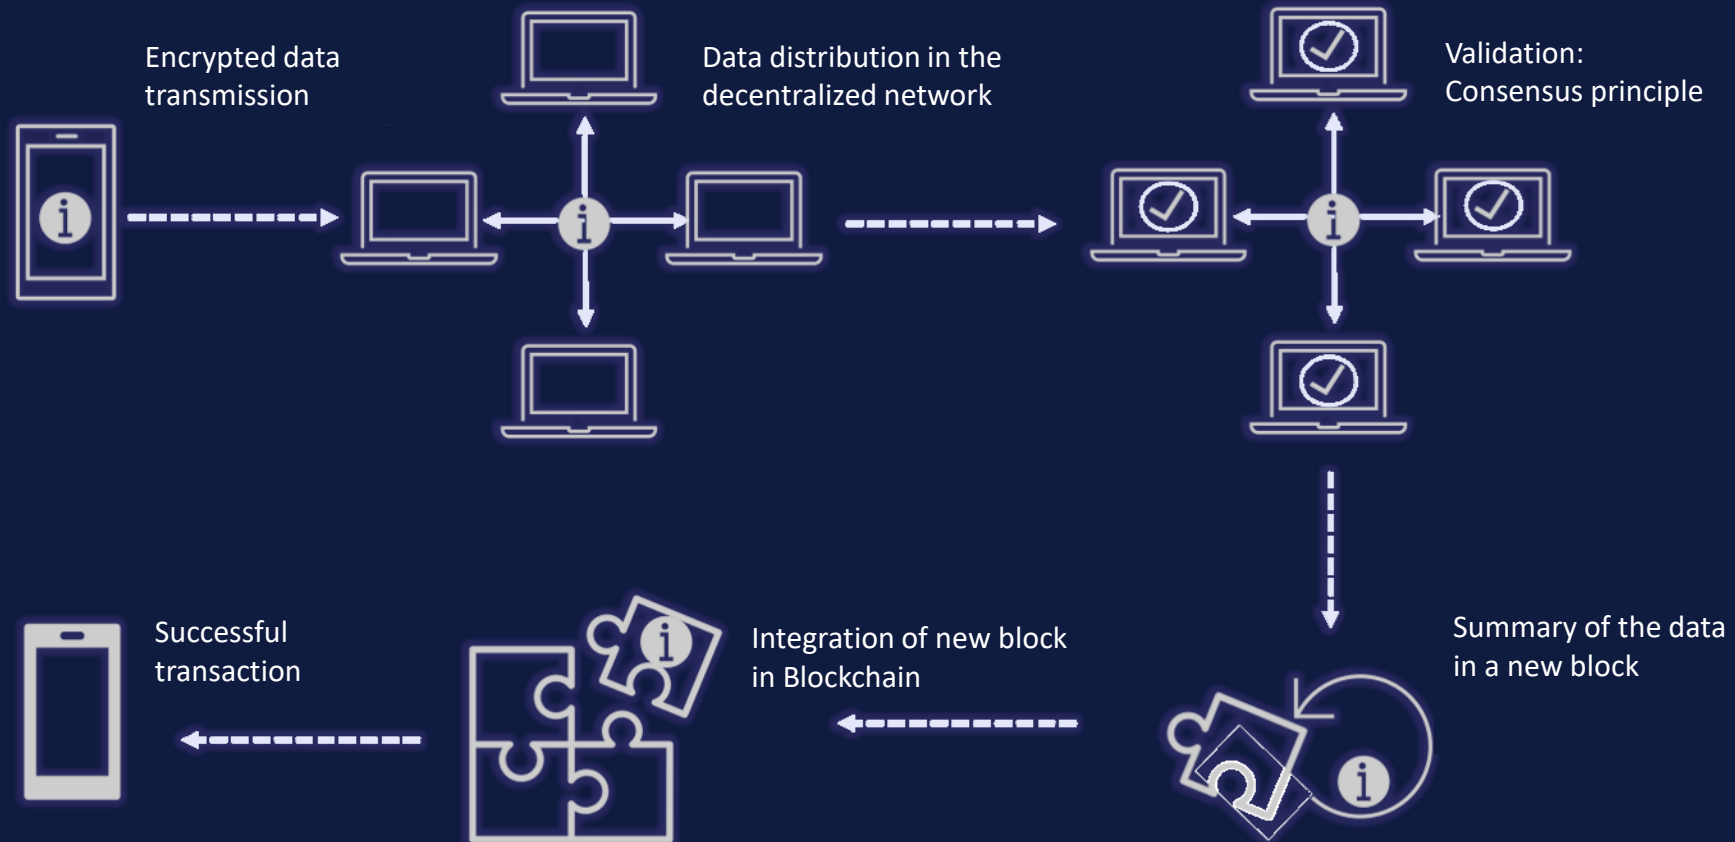 Encrypted data
transmission
Data distribution in the
decentralized network
Validation:
Consensus principle
i
i
i
Successful
transaction
i
Integration of new block
in Blockchain
Summary of the data
in a new block
i